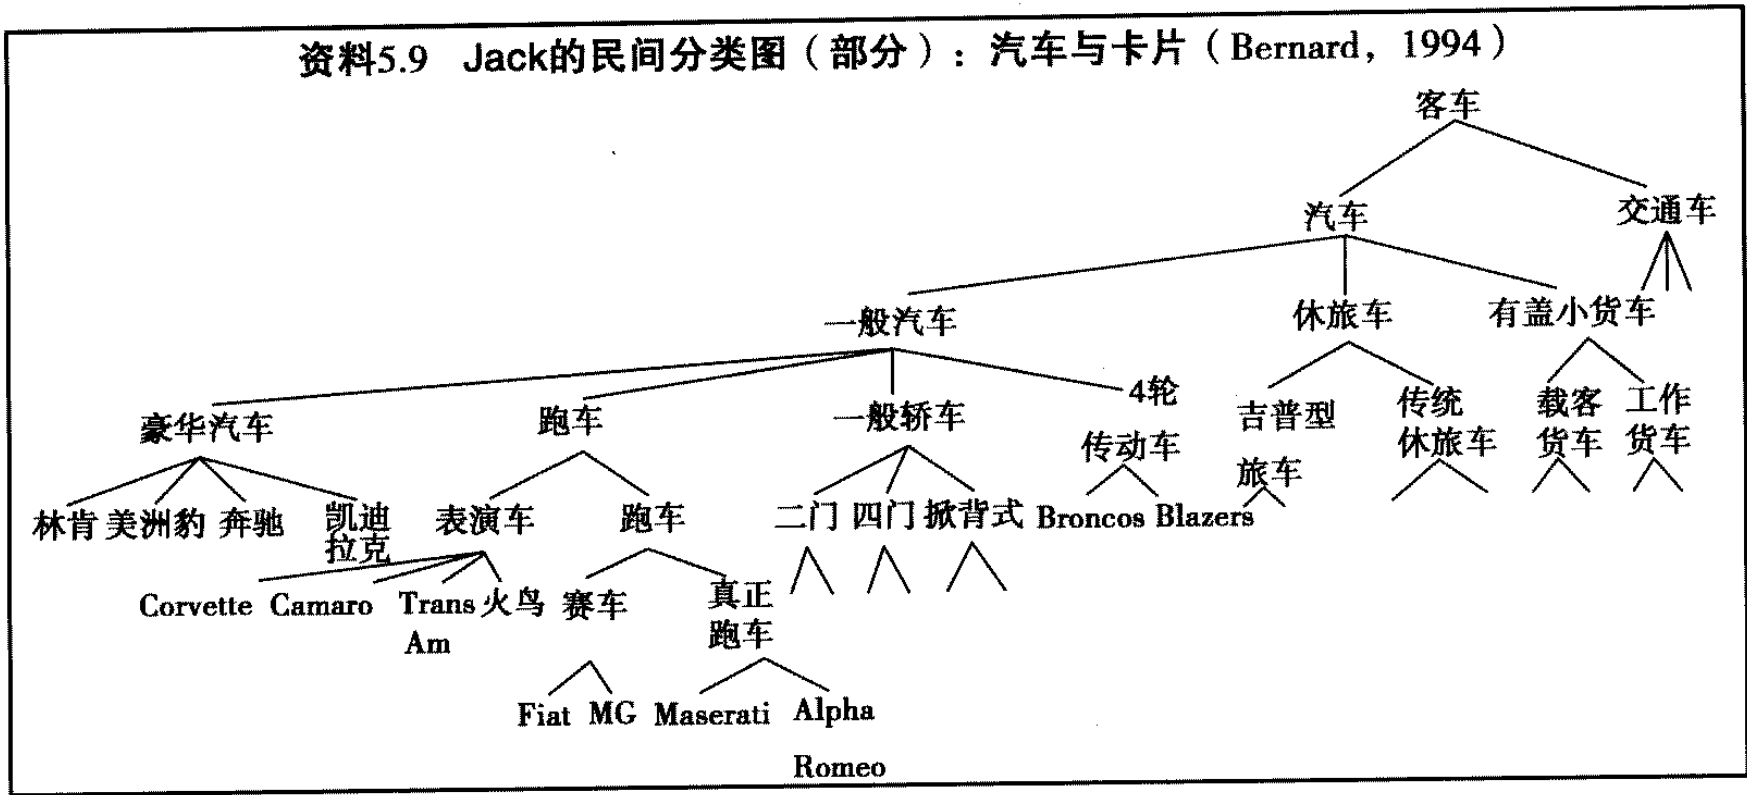 资料5.9 Jack的民间分类图（部分）：汽车与卡片（Bernard，1994）
客车
汽车 交通车
一般汽车 休旅车 有盖小货车
豪华汽车 跑车 一般轿车 4轮传动车 吉普型旅车 传统休旅车 载客货车 工作货车
林肯 美洲豹 奔驰 凯迪拉克 表演车 跑车 二门 四门 掀背式 Broncos Blazers
Corvette Camaro Trans Am 火鸟 赛车 真正跑车
Fiat MG Maserati Alpha Romeo